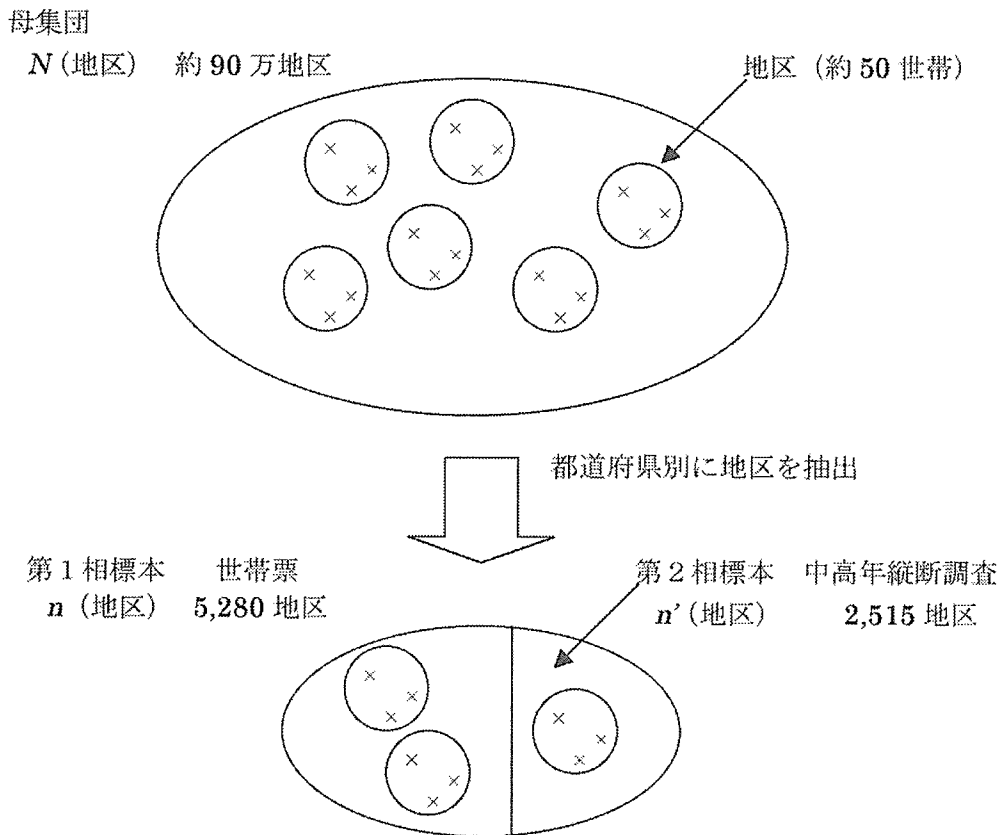 母集団
N(地区) 約 90 万地区
地区（約 50 世帯）
都道府県別に地区を抽出
第１相標本 世帯票
n（地区） 5,280 地区
第２相標本 中高年縦断調査
n’(地区) 2,515 地区